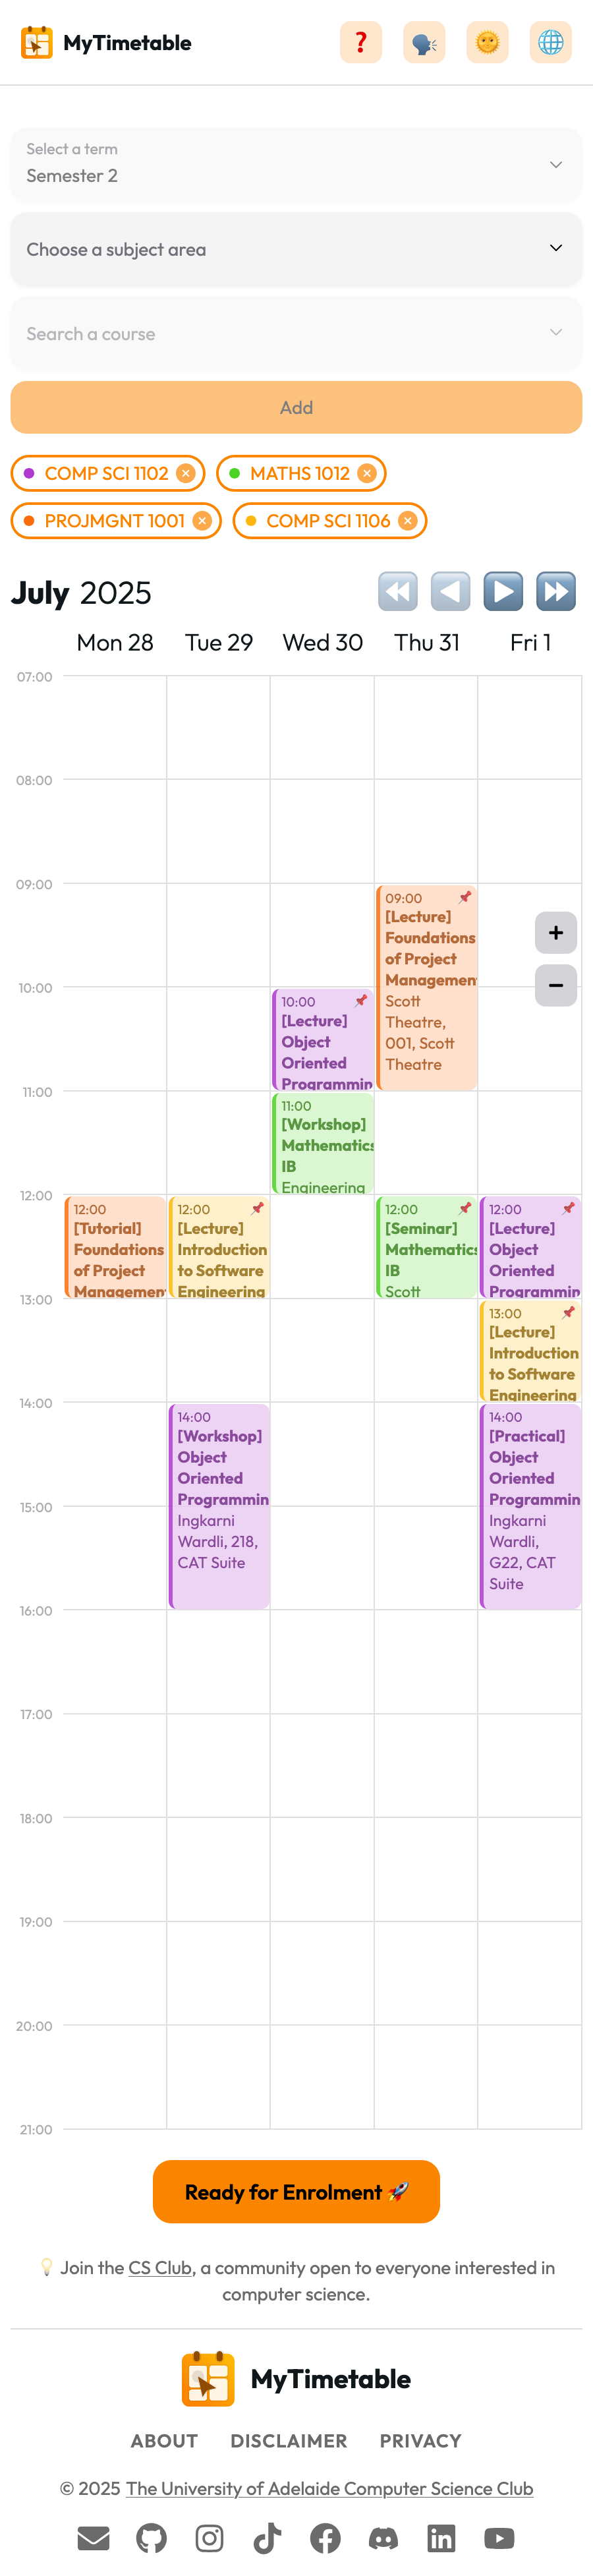 MyTimetable
Select a term
Semester 2
Choose a subject area
Search a course
Add
COMP SCI 1102
MATHS 1012
PROJMGNT 1001
COMP SCI 1106
July 2025
Mon 28
Tue 29
Wed 30
Thu 31
Fri 1
07:00
08:00
09:00
09:00
[Lecture]
Foundations
of Project
Managemen
Scott
Theatre,
001, Scott
Theatre
10:00
10:00
[Lecture]
Object
Oriented
Programmin
11:00
11:00
[Workshop]
Mathematics
IB
Engineering
12:00
12:00
[Tutorial]
Foundations
of Project
Managemen
12:00
[Lecture]
Introduction
to Software
Engineering
12:00
[Seminar]
Mathematics
IB
Scott
12:00
[Lecture]
Object
Oriented
Programmin
13:00
13:00
[Lecture]
Introduction
to Software
Engineering
14:00
14:00
[Workshop]
Object
Oriented
Programmin
Ingkarni
Wardli, 218,
CAT Suite
14:00
[Practical]
Object
Oriented
Programmin
Ingkarni
Wardli,
G22, CAT
Suite
15:00
16:00
17:00
18:00
19:00
20:00
21:00
Ready for Enrolment 🚀
💡 Join the CS Club, a community open to everyone interested in
computer science.
MyTimetable
ABOUT
DISCLAIMER
PRIVACY
© 2025 The University of Adelaide Computer Science Club